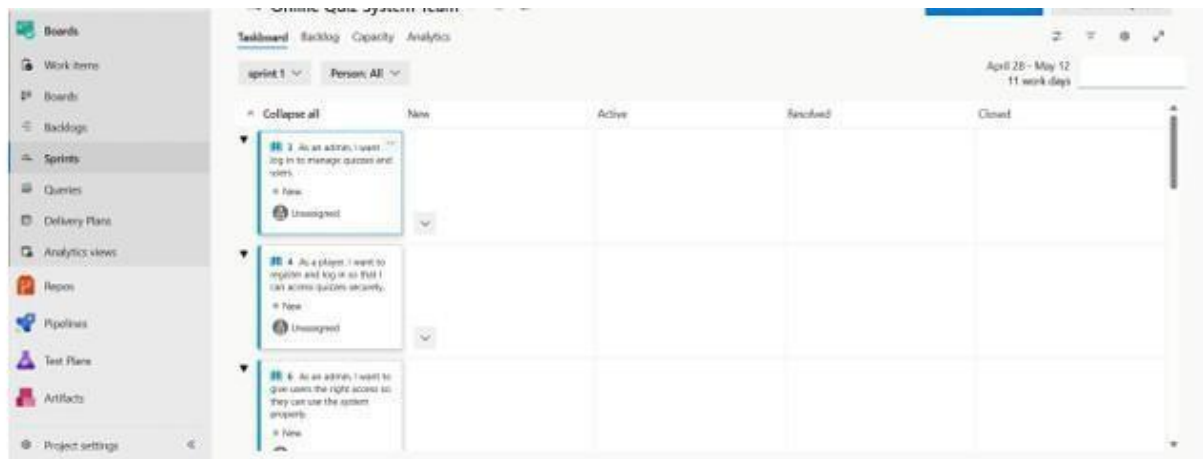 Boards
Online Quiz System Team
Taskboard Backlog Capacity Analytics
Work items
sprint 1 Person: All
April 28 - May 12
11 work days
Boards
Collapse all New Active Resolved Closed
Backlogs
Sprints
Queries
Delivery Plans
Analytics views
Repos
Pipelines
Test Plans
Artifacts
Project settings
As an admin, I want
log in to manage quizzes and
users.
New
Unassigned
4 As a player, I want to
register and log in so that I
can access quizzes securely.
New
Unassigned
6 As an admin, I want to
give users the right access so
they can use the system
properly.
New